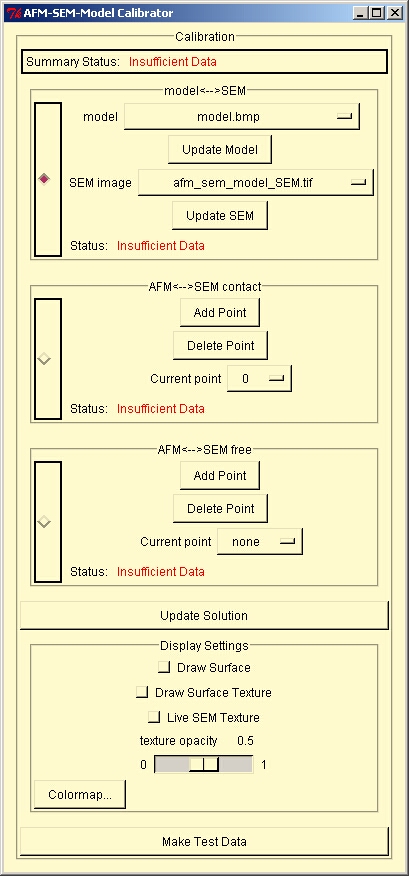 AFM-SEM-Model Calibrator
Calibration
Summary Status: Insufficient Data
model<-->SEM
model model.bmp
Update Model
SEM image afm_sem_model_SEM.tif
Update SEM
Status: Insufficient Data
AFM<-->SEM contact
Add Point
Delete Point
Current point 0
Status: Insufficient Data
AFM<-->SEM free
Add Point
Delete Point
Current point none
Status: Insufficient Data
Update Solution
Display Settings
Draw Surface
Draw Surface Texture
Live SEM Texture
texture opacity 0.5
0 1
Colormap...
Make Test Data